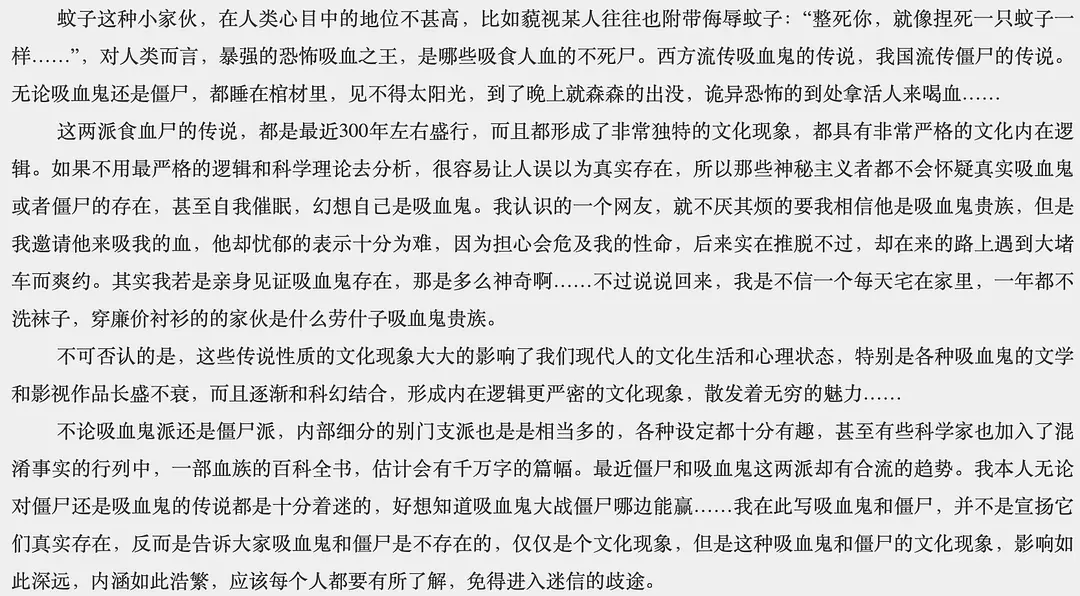 蚊子这种小家伙，在人类心目中的地位不甚高，比如藐视某人往往也附带侮辱蚊子：“整死你，就像捏死一只蚊子一
样……”，对人类而言，暴强的恐怖吸血之王，是哪些吸食人血的不死尸。西方流传吸血鬼的传说，我国流传僵尸的传说。
无论吸血鬼还是僵尸，都睡在棺材里，见不得太阳光，到了晚上就森森的出没，诡异恐怖的到处拿活人来喝血……
这两派食血尸的传说，都是最近300年左右盛行，而且都形成了非常独特的文化现象，都具有非常严格的文化内在逻
辑。如果不用最严格的逻辑和科学理论去分析，很容易让人误以为真实存在，所以那些神秘主义者都不会怀疑真实吸血鬼
或者僵尸的存在，甚至自我催眠，幻想自己是吸血鬼。我认识的一个网友，就不厌其烦的要我相信他是吸血鬼贵族，但是
我邀请他来吸我的血，他却忧郁的表示十分为难，因为担心会危及我的性命，后来实在推脱不过，却在来的路上遇到大堵
车而爽约。其实我若是亲身见证吸血鬼存在，那是多么神奇啊……不过说说回来，我是不信一个每天宅在家里，一年都不
洗袜子，穿廉价衬衫的的家伙是什么劳什子吸血鬼贵族。
不可否认的是，这些传说性质的文化现象大大的影响了我们现代人的文化生活和心理状态，特别是各种吸血鬼的文学
和影视作品长盛不衰，而且逐渐和科幻结合，形成内在逻辑更严密的文化现象，散发着无穷的魅力……
不论吸血鬼派还是僵尸派，内部细分的别门支派也是是相当多的，各种设定都十分有趣，甚至有些科学家也加入了混
淆事实的行列中，一部血族的百科全书，估计会有千万字的篇幅。最近僵尸和吸血鬼这两派却有合流的趋势。我本人无论
对僵尸还是吸血鬼的传说都是十分着迷的，好想知道吸血鬼大战僵尸哪边能赢……我在此写吸血鬼和僵尸，并不是宣扬它
们真实存在，反而是告诉大家吸血鬼和僵尸是不存在的，仅仅是个文化现象，但是这种吸血鬼和僵尸的文化现象，影响如
此深远，内涵如此浩繁，应该每个人都要有所了解，免得进入迷信的歧途。